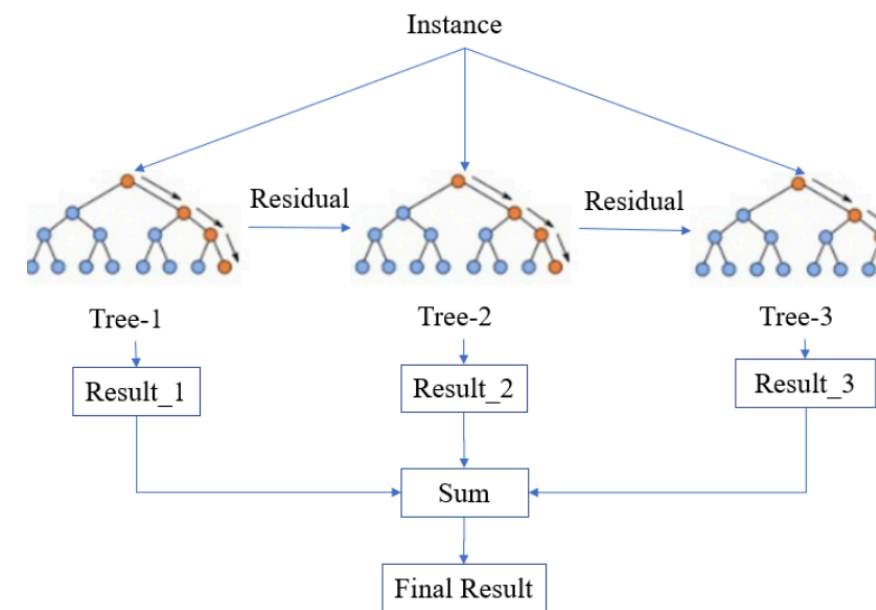 Instance
Residual
Residual
Tree-1
Tree-2
Tree-3
Result_1
Result_2
Result_3
Sum
Final Result